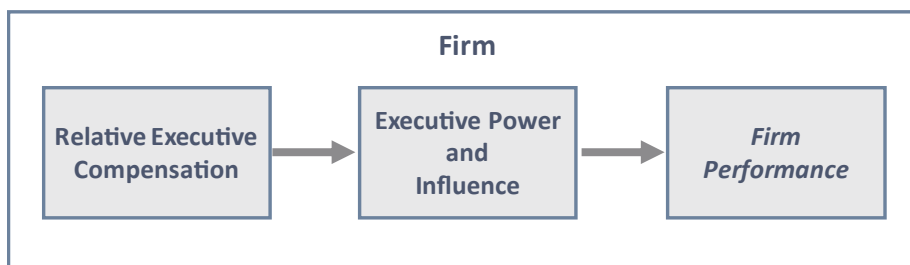 Firm
Relative Executive
Compensation
Executive Power
and
Influence
Firm
Performance